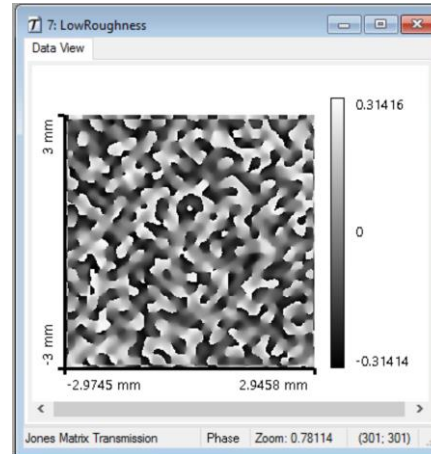 7: LowRoughness
Data View
0.31416
3 mm
0
-3 mm
-0.31414
-2.9745 mm 2.9458 mm
Jones Matrix Transmission Phase Zoom: 0.78114 (301; 301)